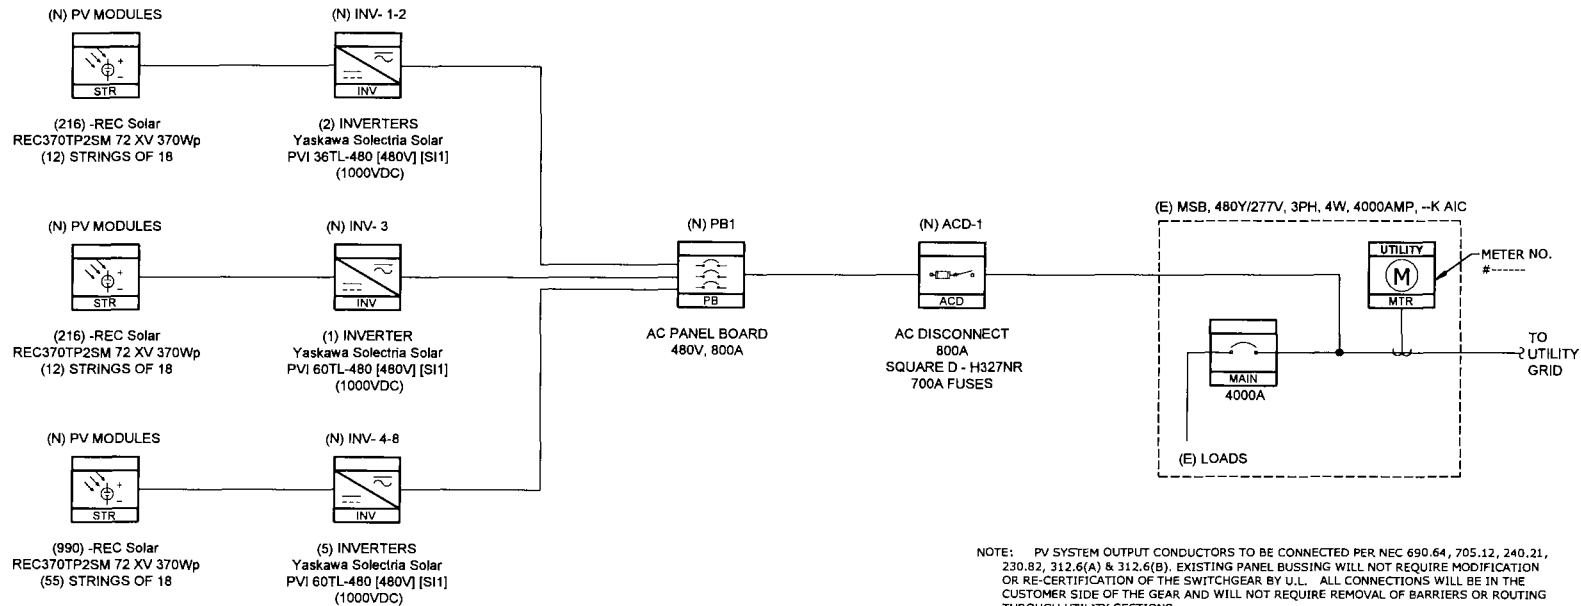 (N) PV MODULES
(N) INV- 1-2
STR
INV
(216) -REC Solar
REC370TP2SM 72 XV 370Wp
(12) STRINGS OF 18
(2) INVERTERS
Yaskawa Solectria Solar
PVI 36TL-480 [480V] [SI1]
(1000VDC)
(N) PV MODULES
(N) INV- 3
STR
INV
(216) -REC Solar
REC370TP2SM 72 XV 370Wp
(12) STRINGS OF 18
(1) INVERTER
Yaskawa Solectria Solar
PVI 60TL-480 [480V] [SI1]
(1000VDC)
(N) PV MODULES
(N) INV- 4-8
STR
INV
(990) -REC Solar
REC370TP2SM 72 XV 370Wp
(55) STRINGS OF 18
(5) INVERTERS
Yaskawa Solectria Solar
PVI 60TL-480 [480V] [SI1]
(1000VDC)
(N) PB1
PB
AC PANEL BOARD
480V, 800A
(N) ACD-1
ACD
AC DISCONNECT
800A
SQUARE D - H327NR
700A FUSES
(E) MSB, 480Y/277V, 3PH, 4W, 4000AMP, --K AIC
UTILITY
M
MTR
METER NO.
#------
MAIN
4000A
(E) LOADS
TO
UTILITY
GRID
NOTE: PV SYSTEM OUTPUT CONDUCTORS TO BE CONNECTED PER NEC 690.64, 705.12, 240.21,
230.82, 312.6(A) & 312.6(B). EXISTING PANEL BUSSING WILL NOT REQUIRE MODIFICATION
OR RE-CERTIFICATION OF THE SWITCHGEAR BY U.L. ALL CONNECTIONS WILL BE IN THE
CUSTOMER SIDE OF THE GEAR AND WILL NOT REQUIRE REMOVAL OF BARRIERS OR ROUTING
THROUGH UTILITY SECTIONS